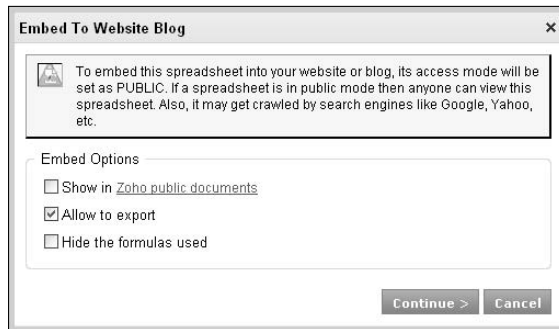 Embed To Website Blog
To embed this spreadsheet into your website or blog, its access mode will be
set as PUBLIC. If a spreadsheet is in public mode then anyone can view this
spreadsheet. Also, it may get crawled by search engines like Google, Yahoo,
etc.
Embed Options
Show in Zoho public documents
Allow to export
Hide the formulas used
Continue > Cancel